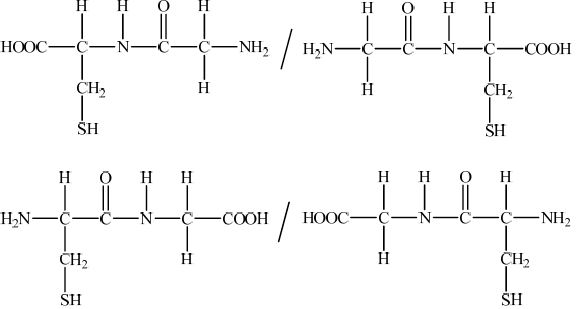 H H O H H O H H
HOOC—C—N—C—C—NH₂ / H₂N—C—C—N—C—COOH
CH₂ H H CH₂
SH SH
H O H H H H O H
H₂N—C—C—N—C—COOH / HOOC—C—N—C—C—NH₂
CH₂ H H CH₂
SH SH